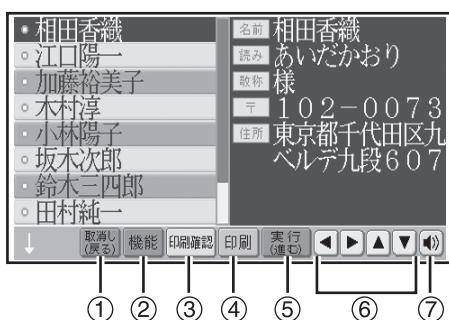 相田香織
江口陽一
加藤裕美子
木村淳
小林陽子
坂木次郎
鈴木三四郎
田村純一
名前 相田香織
読み あいだかおり
敬称 様
〒 102-0073
住所 東京都千代田区九
ベルデ九段607
取消し(戻る) 機能 印刷確認 印刷 実行(進む)
① ② ③ ④ ⑤ ⑥ ⑦